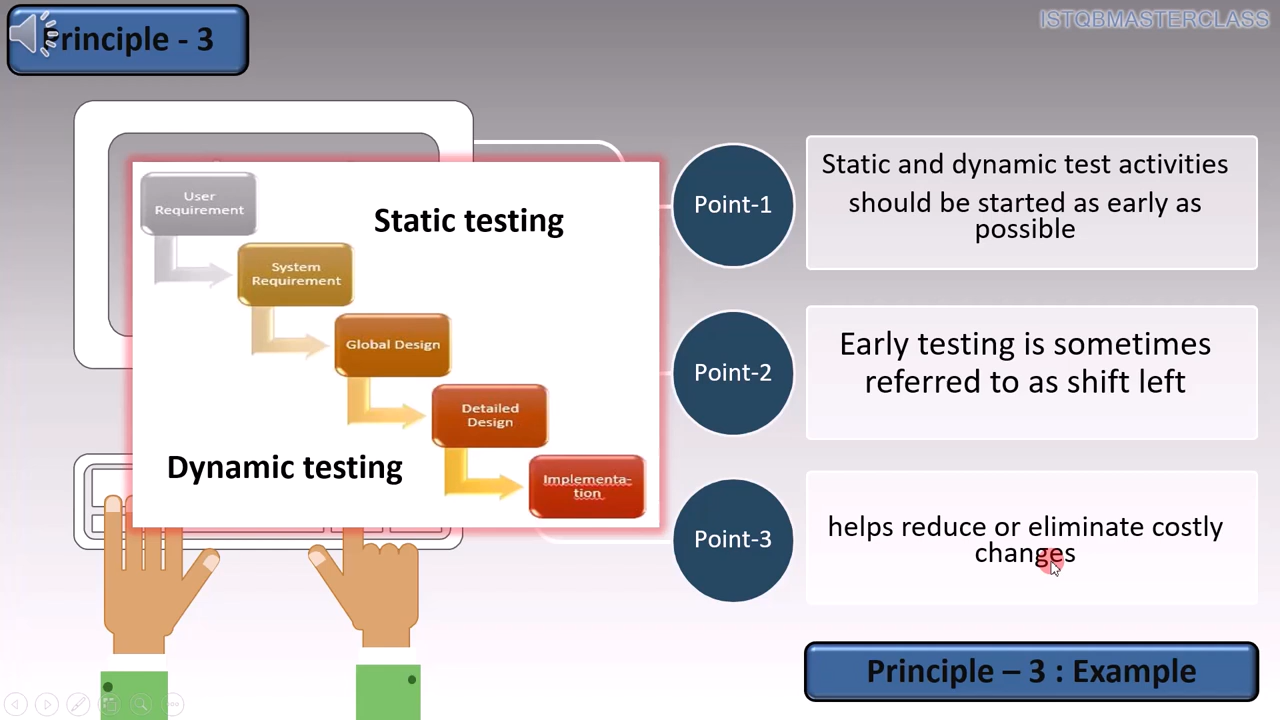 Principle - 3
ISTQBMASTERCLASS
User
Requirement
Static testing
System
Requirement
Global Design
Detailed
Design
Dynamic testing
Implementa-
tion
Point-1
Static and dynamic test activities
should be started as early as
possible
Point-2
Early testing is sometimes
referred to as shift left
Point-3
helps reduce or eliminate costly
changes
Principle – 3 : Example